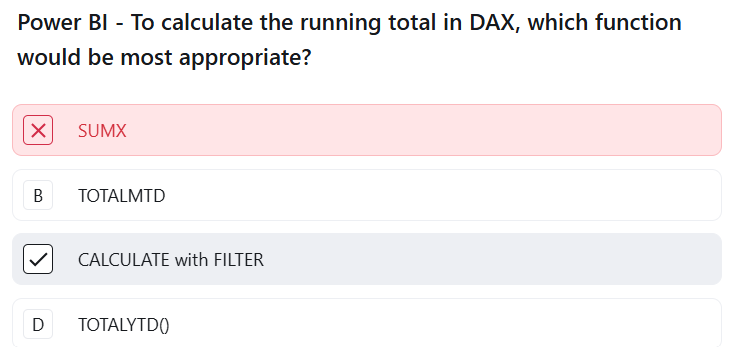 Power BI - To calculate the running total in DAX, which function
would be most appropriate?
SUMX
B TOTALMTD
CALCULATE with FILTER
D TOTALYTD()